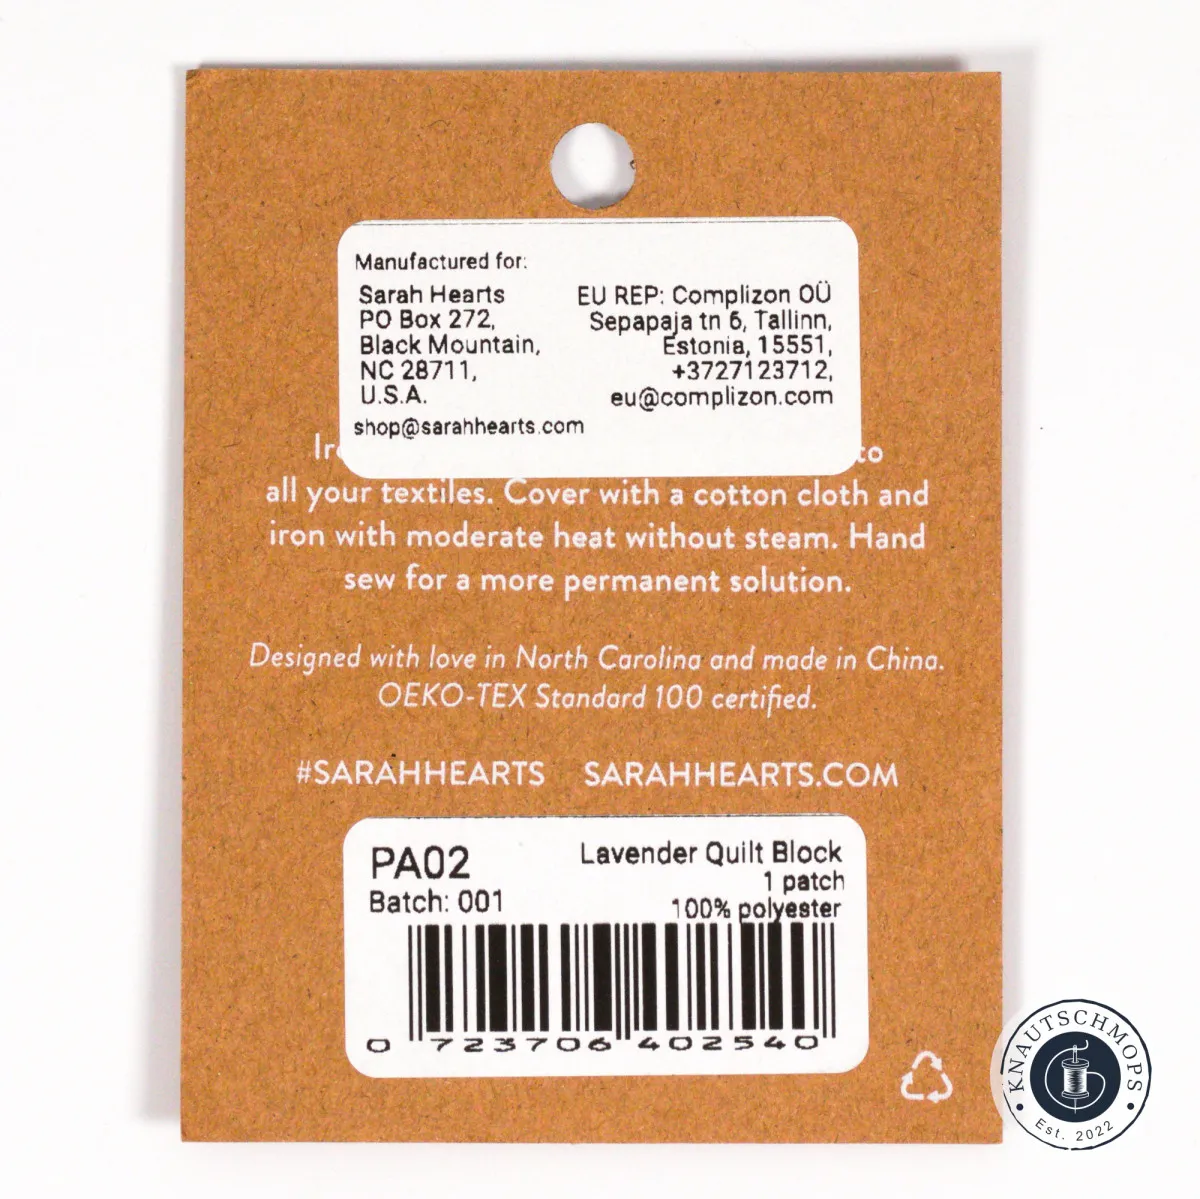 Manufactured for:
Sarah Hearts
PO Box 272,
Black Mountain,
NC 28711,
U.S.A.
shop@sarahhearts.com
EU REP: Complizon OÜ
Sepapaja tn 6, Tallinn,
Estonia, 15551,
+3727123712,
eu@complizon.com
to
all your textiles. Cover with a cotton cloth and
iron with moderate heat without steam. Hand
sew for a more permanent solution.
Designed with love in North Carolina and made in China.
OEKO-TEX Standard 100 certified.
#SARAHHEARTS SARAHHEARTS.COM
PA02
Batch: 001
Lavender Quilt Block
1 patch
100% polyester
0 723706 402540
KNAUTSCHMOPS
Est. 2022